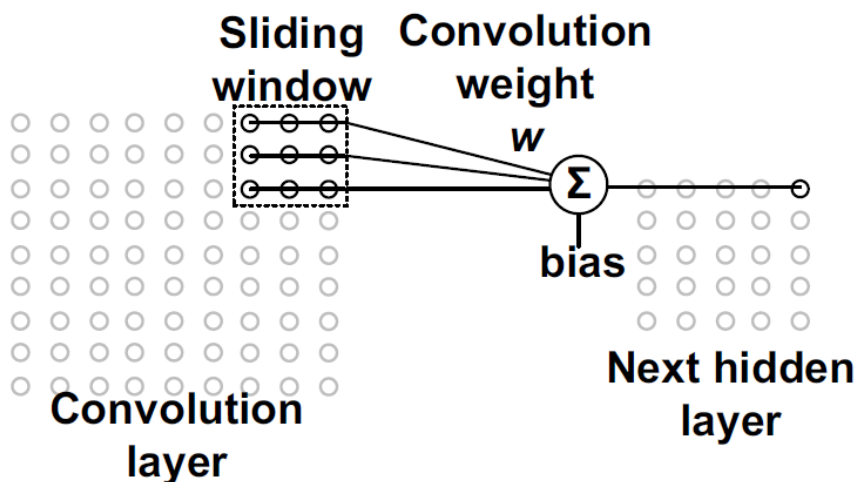 Sliding
window
Convolution
weight
w
Σ
bias
Next hidden
layer
Convolution
layer